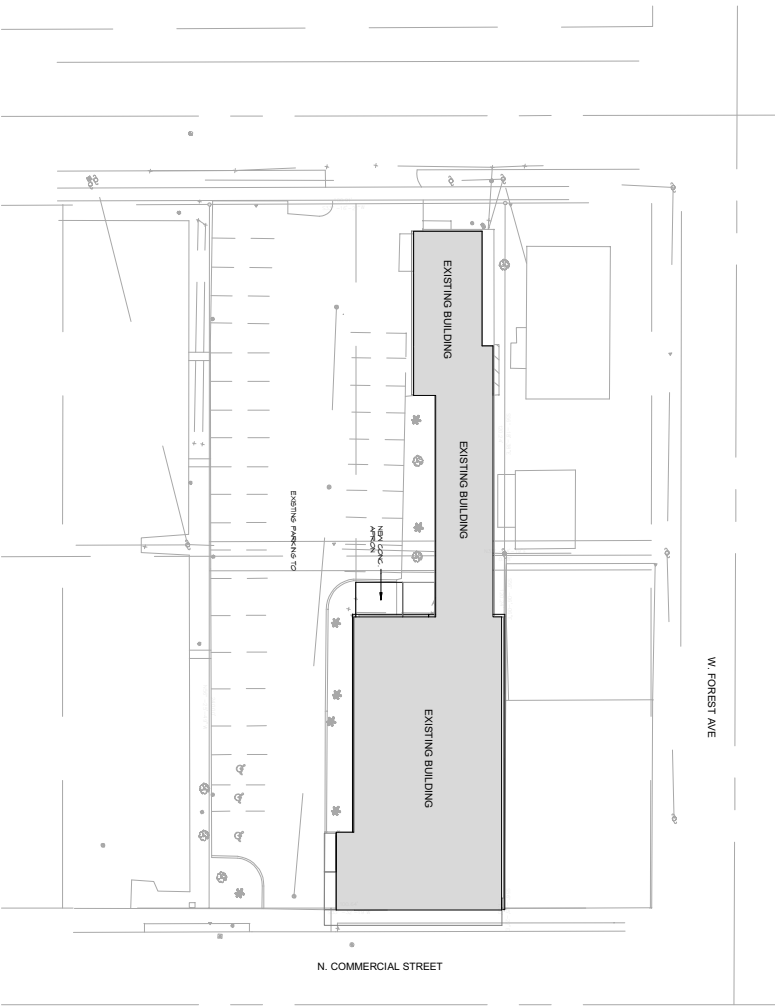 EXISTING BUILDING
EXISTING BUILDING
EXISTING PARKING TO
NEW CONC.
APRON
W. FOREST AVE
EXISTING BUILDING
N. COMMERCIAL STREET